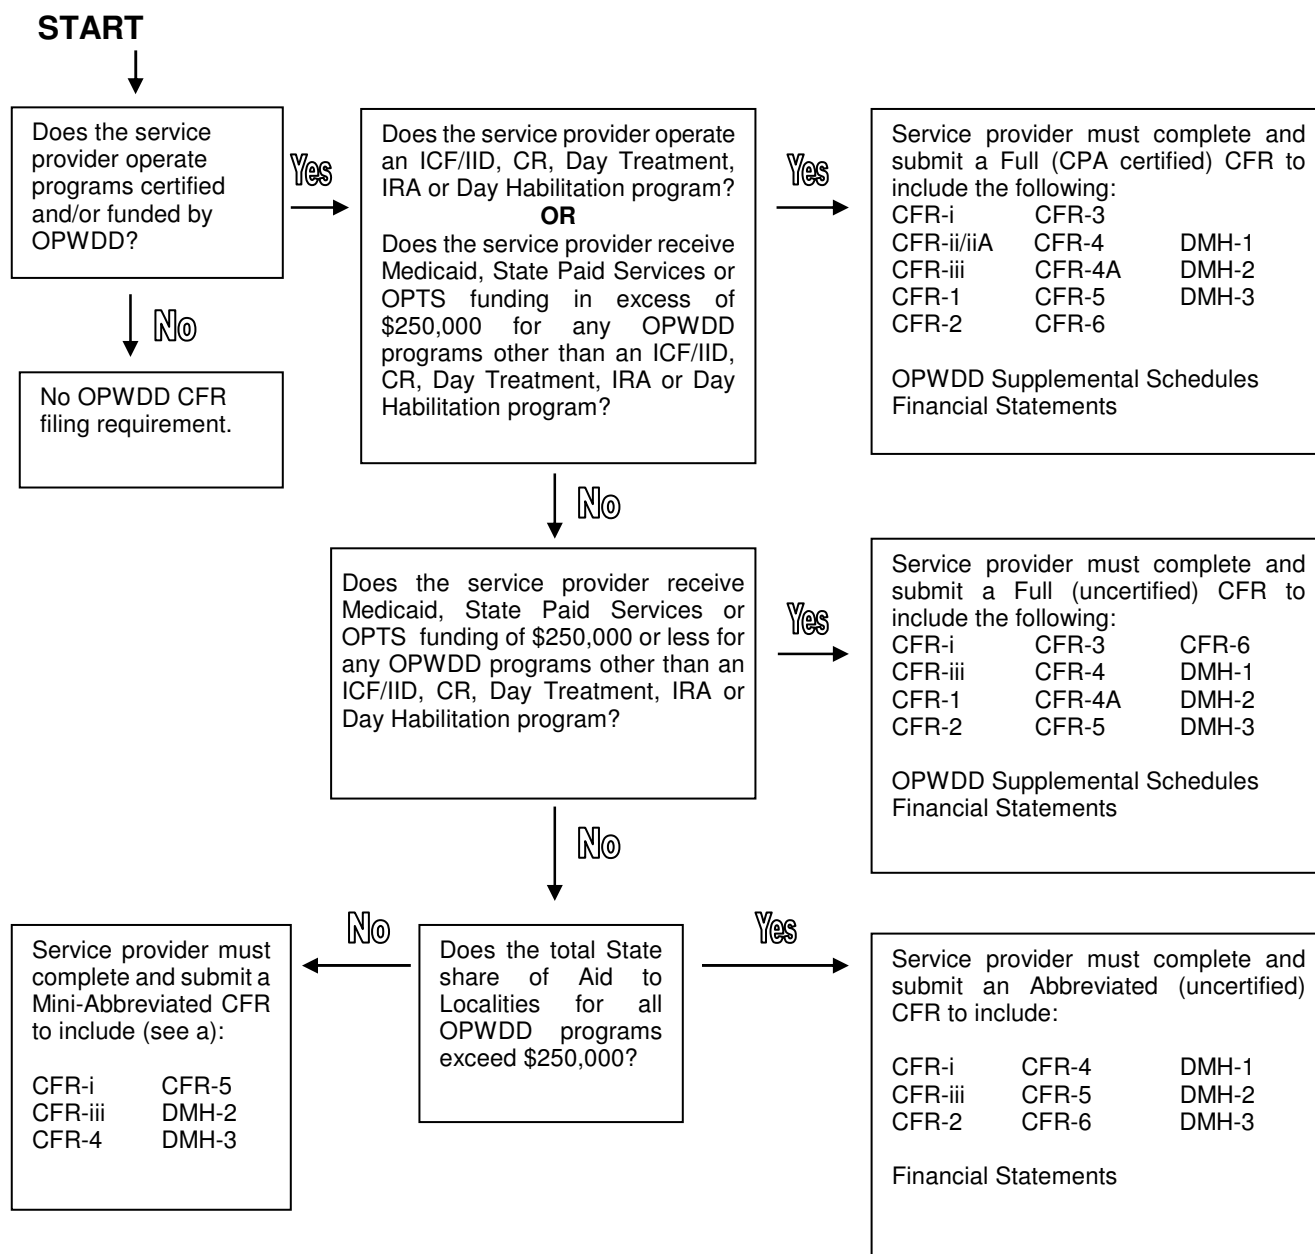 START
Does the service
provider operate
programs certified
and/or funded by
OPWDD?
Yes
Does the service provider operate
an ICF/IID, CR, Day Treatment,
IRA or Day Habilitation program?
OR
Does the service provider receive
Medicaid, State Paid Services or
OPTS funding in excess of
$250,000 for any OPWDD
programs other than an ICF/IID,
CR, Day Treatment, IRA or Day
Habilitation program?
Yes
Service provider must complete and
submit a Full (CPA certified) CFR to
include the following:
CFR-i CFR-3
CFR-ii/iiA CFR-4 DMH-1
CFR-iii CFR-4A DMH-2
CFR-1 CFR-5 DMH-3
CFR-2 CFR-6
OPWDD Supplemental Schedules
Financial Statements
No
No OPWDD CFR
filing requirement.
No
Does the service provider receive
Medicaid, State Paid Services or
OPTS funding of $250,000 or less for
any OPWDD programs other than an
ICF/IID, CR, Day Treatment, IRA or
Day Habilitation program?
Yes
Service provider must complete and
submit a Full (uncertified) CFR to
include the following:
CFR-i CFR-3 CFR-6
CFR-iii CFR-4 DMH-1
CFR-1 CFR-4A DMH-2
CFR-2 CFR-5 DMH-3
OPWDD Supplemental Schedules
Financial Statements
No
Does the total State
share of Aid to
Localities for all
OPWDD programs
exceed $250,000?
No
Service provider must
complete and submit a
Mini-Abbreviated CFR
to include (see a):
CFR-i CFR-5
CFR-iii DMH-2
CFR-4 DMH-3
Yes
Service provider must complete and
submit an Abbreviated (uncertified)
CFR to include:
CFR-i CFR-4 DMH-1
CFR-iii CFR-5 DMH-2
CFR-2 CFR-6 DMH-3
Financial Statements